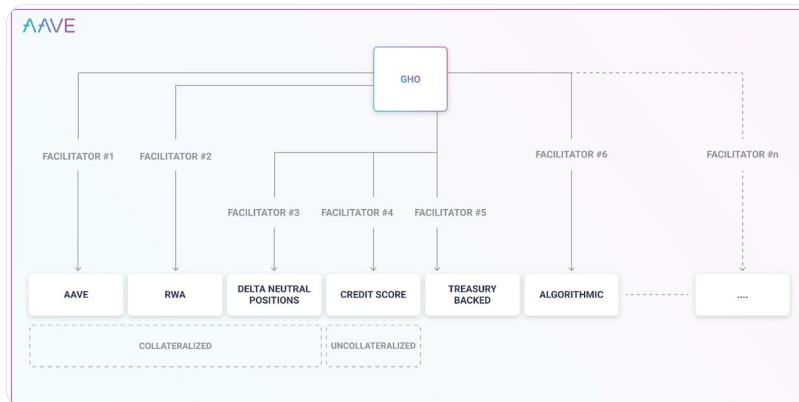 AAVE
GHO
FACILITATOR #1
FACILITATOR #2
FACILITATOR #6
FACILITATOR #n
FACILITATOR #3
FACILITATOR #4
FACILITATOR #5
AAVE
RWA
DELTA NEUTRAL
POSITIONS
CREDIT SCORE
TREASURY
BACKED
ALGORITHMIC
....
COLLATERALIZED
UNCOLLATERALIZED